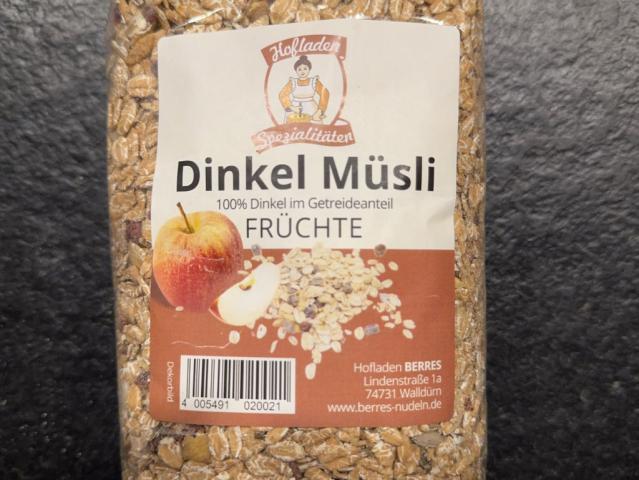 Hofladen
Spezialitäten
Dinkel Müsli
100% Dinkel im Getreideanteil
FRÜCHTE
Dekorbild
4 005491 020021
Hofladen BERRES
Lindenstraße 1a
74731 Walldürn
www.berres-nudeln.de